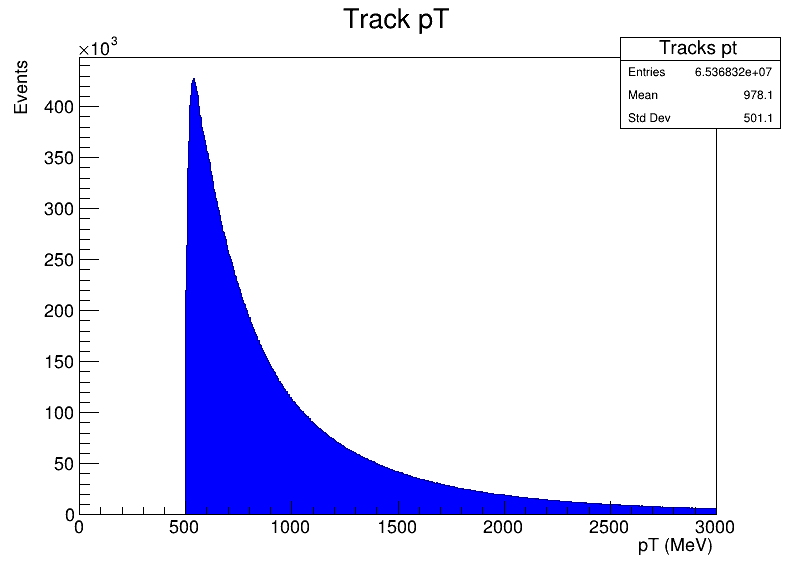 Track pT
×10³
Events
Tracks pt
Entries 6.536832e+07
Mean 978.1
Std Dev 501.1
400
350
300
250
200
150
100
50
0
0 500 1000 1500 2000 2500 3000
pT (MeV)